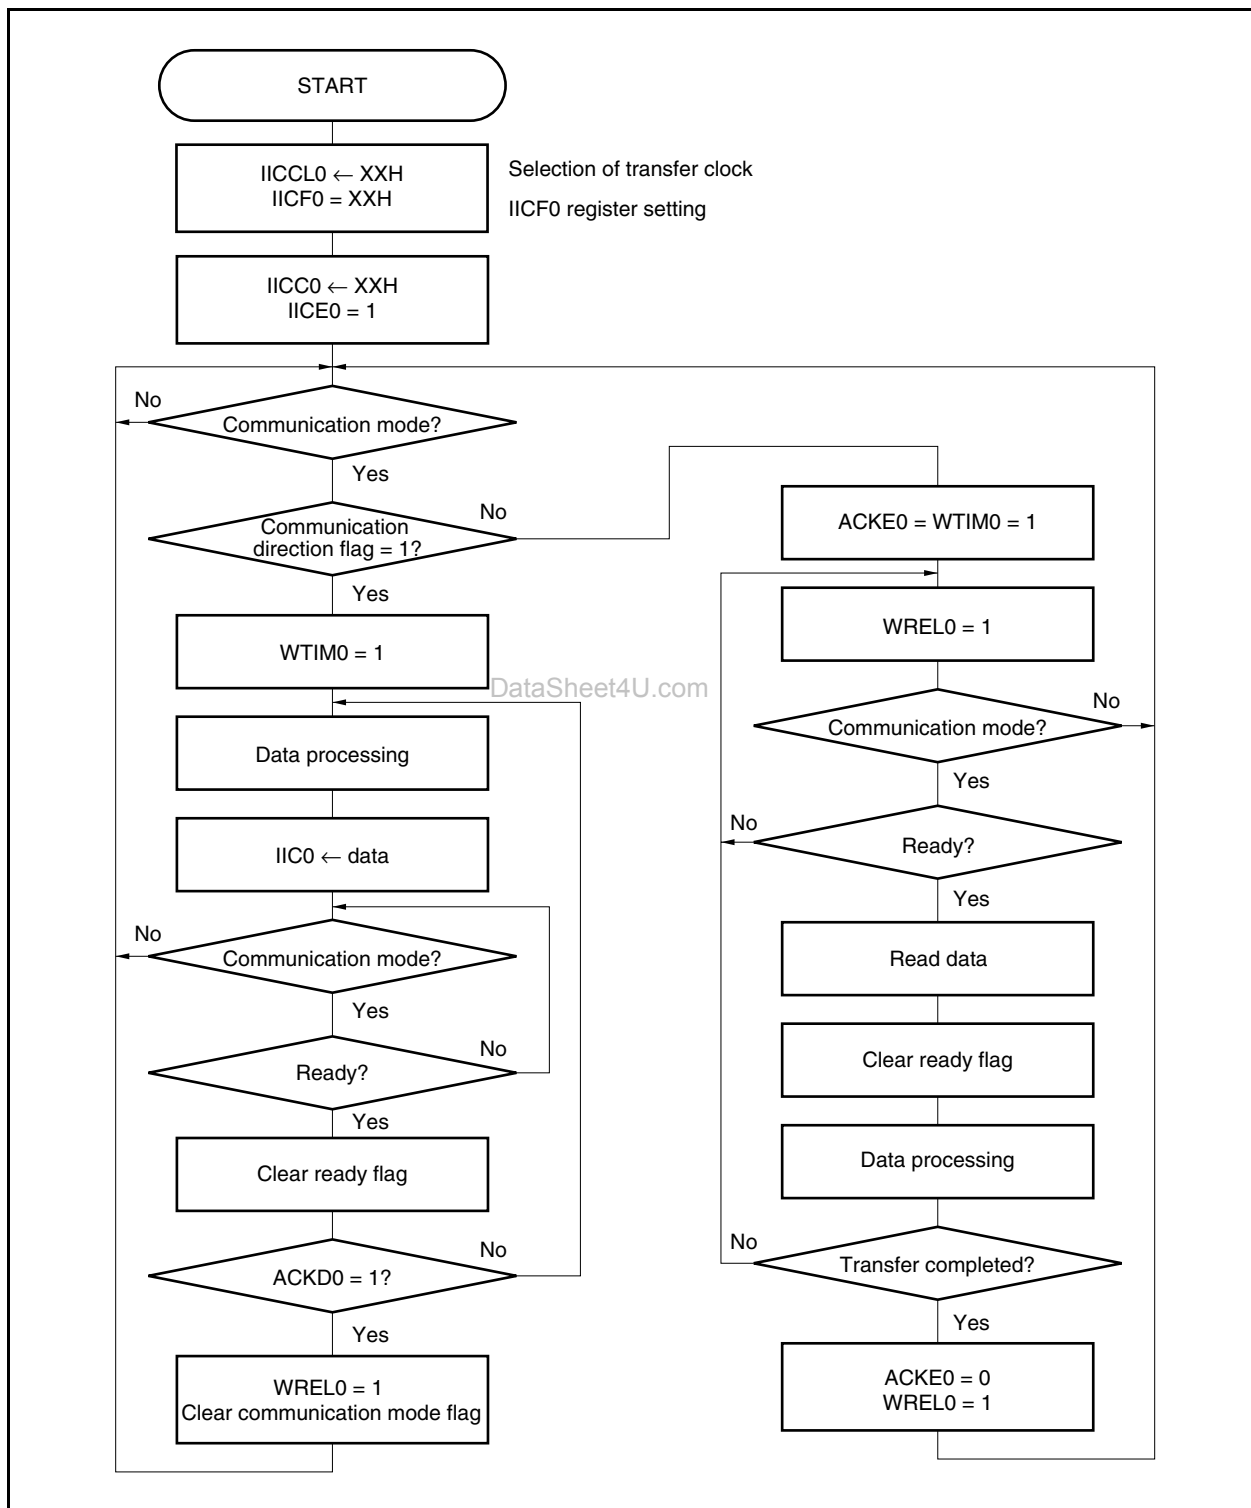 START
IICCL0 ← XXH
IICF0 = XXH
Selection of transfer clock
IICF0 register setting
IICC0 ← XXH
IICE0 = 1
No
Communication mode?
Yes
Communication
direction flag = 1?
No
Yes
WTIM0 = 1
DataSheet4U.com
Data processing
IIC0 ← data
No
Communication mode?
Yes
No
Ready?
Yes
Clear ready flag
No
ACKD0 = 1?
Yes
WREL0 = 1
Clear communication mode flag
ACKE0 = WTIM0 = 1
WREL0 = 1
No
Communication mode?
Yes
No
Ready?
Yes
Read data
Clear ready flag
Data processing
No
Transfer completed?
Yes
ACKE0 = 0
WREL0 = 1